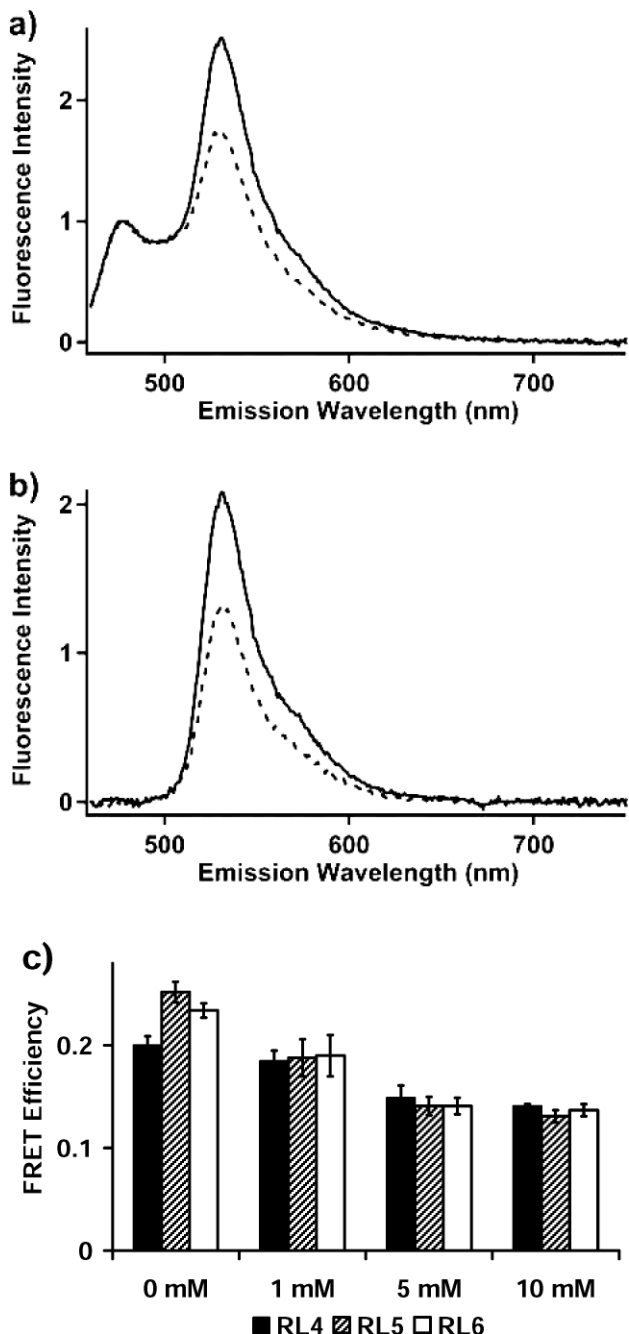 a)
Fluorescence Intensity
2
1
0
500 600 700
Emission Wavelength (nm)
b)
Fluorescence Intensity
2
1
0
500 600 700
Emission Wavelength (nm)
c)
FRET Efficiency
0.2
0.1
0
0 mM 1 mM 5 mM 10 mM
RL4 RL5 RL6